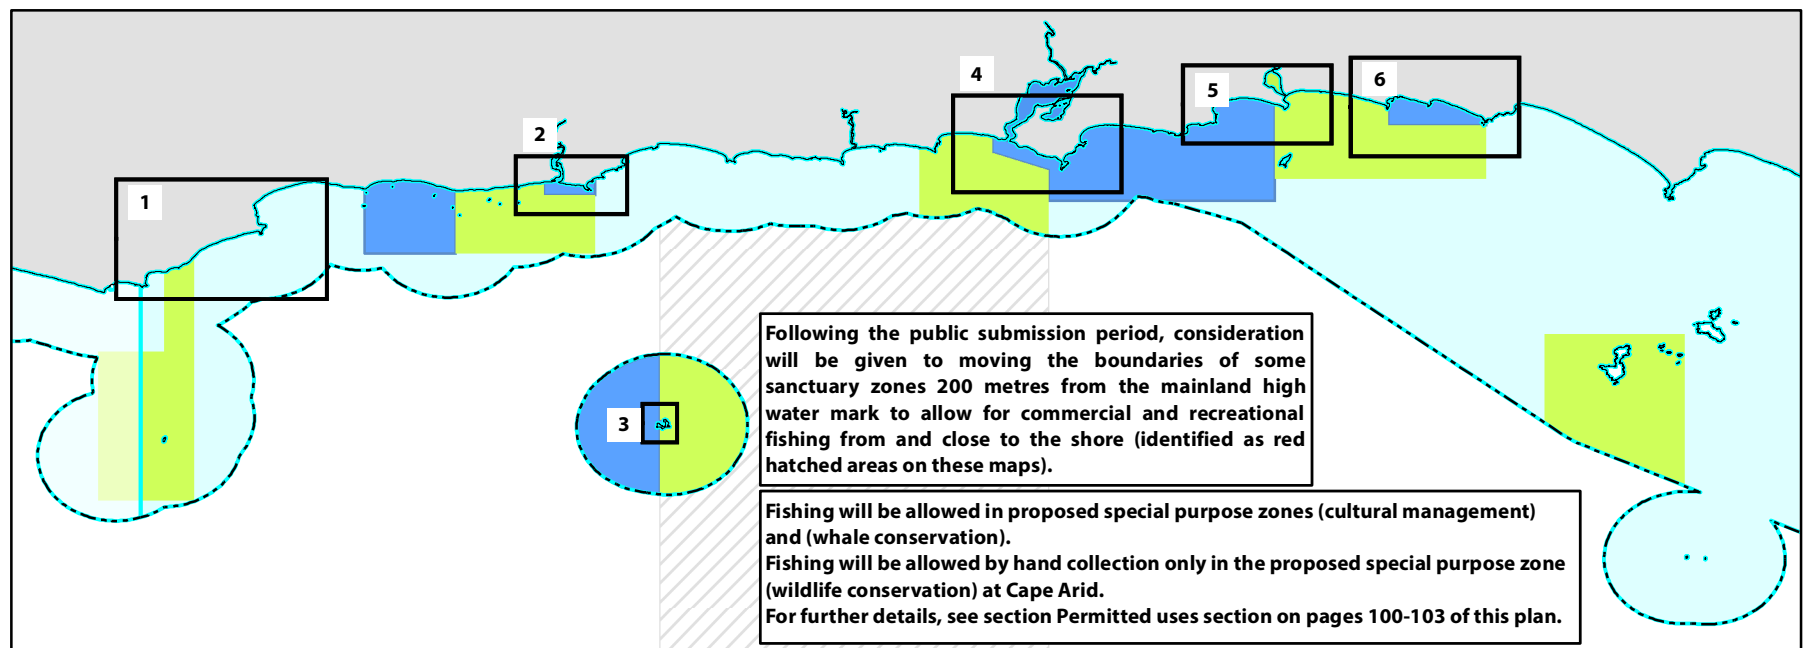 4
6
5
2
1
3
Following the public submission period, consideration
will be given to moving the boundaries of some
sanctuary zones 200 metres from the mainland high
water mark to allow for commercial and recreational
fishing from and close to the shore (identified as red
hatched areas on these maps).
Fishing will be allowed in proposed special purpose zones (cultural management)
and (whale conservation).
Fishing will be allowed by hand collection only in the proposed special purpose zone
(wildlife conservation) at Cape Arid.
For further details, see section Permitted uses section on pages 100-103 of this plan.